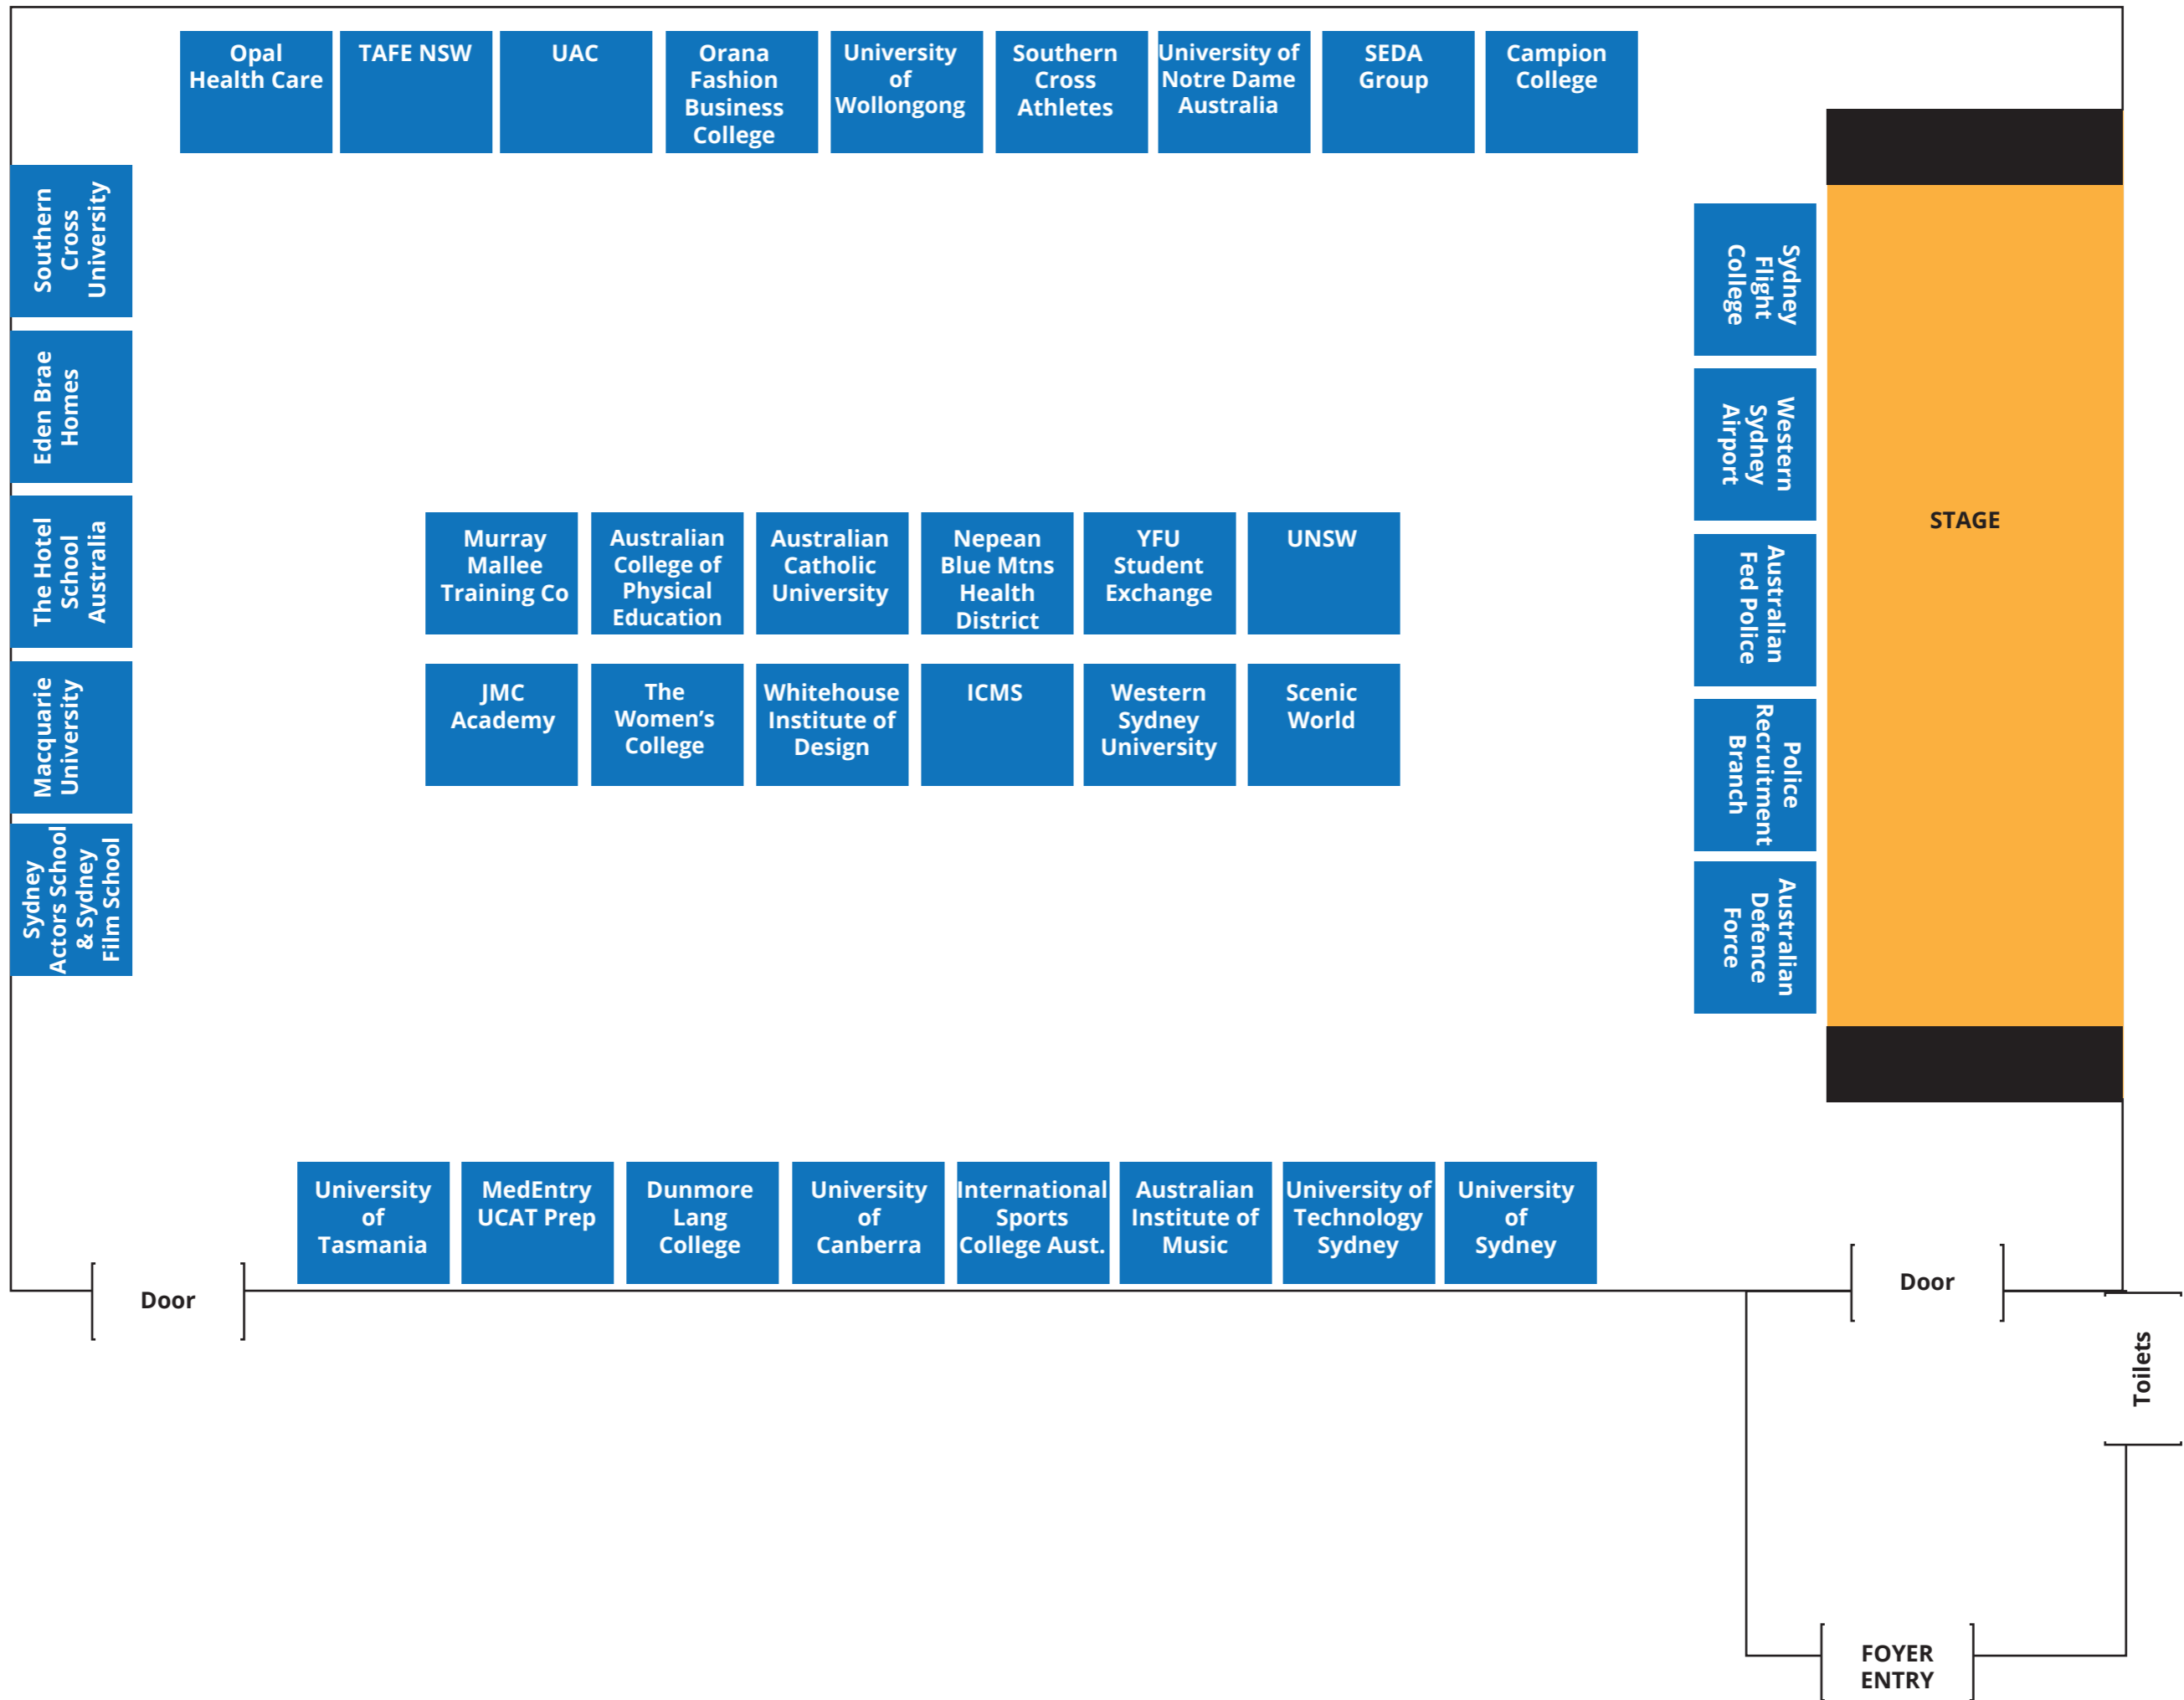 Opal
Health Care
TAFE NSW
UAC
Orana
Fashion
Business
College
University
of
Wollongong
Southern
Cross
Athletes
University of
Notre Dame
Australia
SEDA
Group
Campion
College
Southern
Cross
University
Eden Brae
Homes
The Hotel
School
Australia
Macquarie
University
Sydney
Actors School
& Sydney
Film School
Murray
Mallee
Training Co
Australian
College of
Physical
Education
Australian
Catholic
University
Nepean
Blue Mtns
Health
District
YFU
Student
Exchange
UNSW
JMC
Academy
The
Women’s
College
Whitehouse
Institute of
Design
ICMS
Western
Sydney
University
Scenic
World
Sydney
Flight
College
Western
Sydney
Airport
Australian
Fed Police
Police
Recruitment
Branch
Australian
Defence
Force
STAGE
University
of
Tasmania
MedEntry
UCAT Prep
Dunmore
Lang
College
University
of
Canberra
International
Sports
College Aust.
Australian
Institute of
Music
University of
Technology
Sydney
University
of
Sydney
Door
Door
Toilets
FOYER
ENTRY